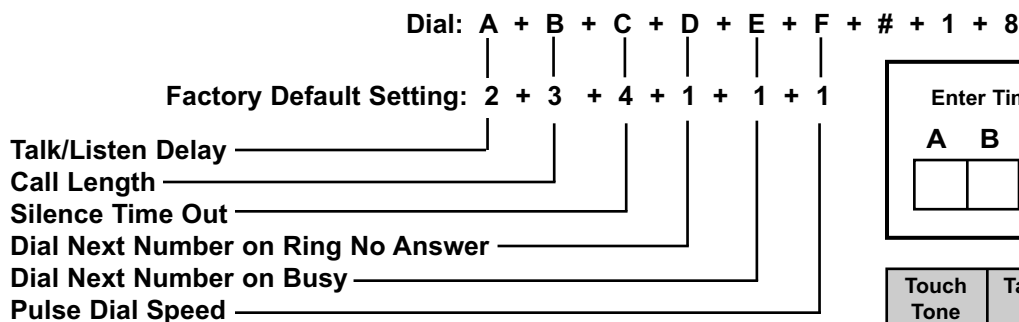 Dial: A + B + C + D + E + F + # + 1 + 8
Factory Default Setting: 2 + 3 + 4 + 1 + 1 + 1
Talk/Listen Delay
Call Length
Silence Time Out
Dial Next Number on Ring No Answer
Dial Next Number on Busy
Pulse Dial Speed
Enter
A B
Touch
Tone